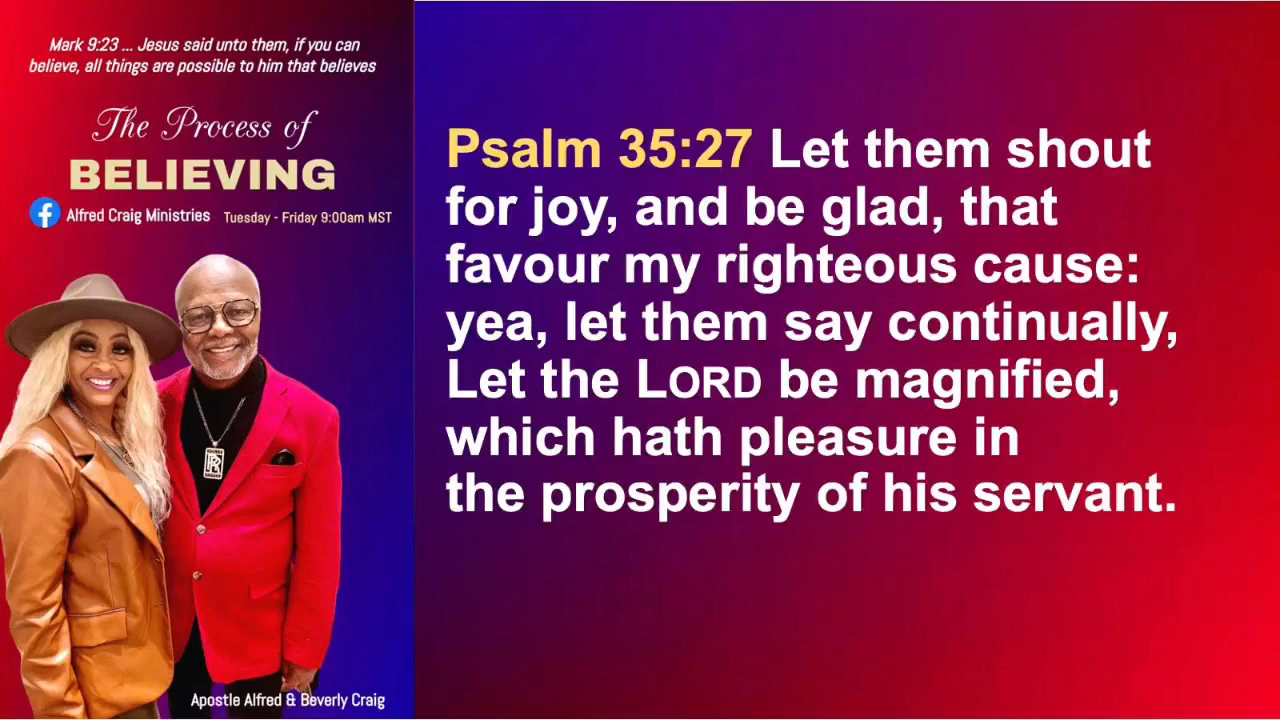 Mark 9:23 ... Jesus said unto them, if you can
believe, all things are possible to him that believes
The Process of
BELIEVING
Alfred Craig Ministries Tuesday - Friday 9:00am MST
Apostle Alfred & Beverly Craig
Psalm 35:27 Let them shout
for joy, and be glad, that
favour my righteous cause:
yea, let them say continually,
Let the LORD be magnified,
which hath pleasure in
the prosperity of his servant.